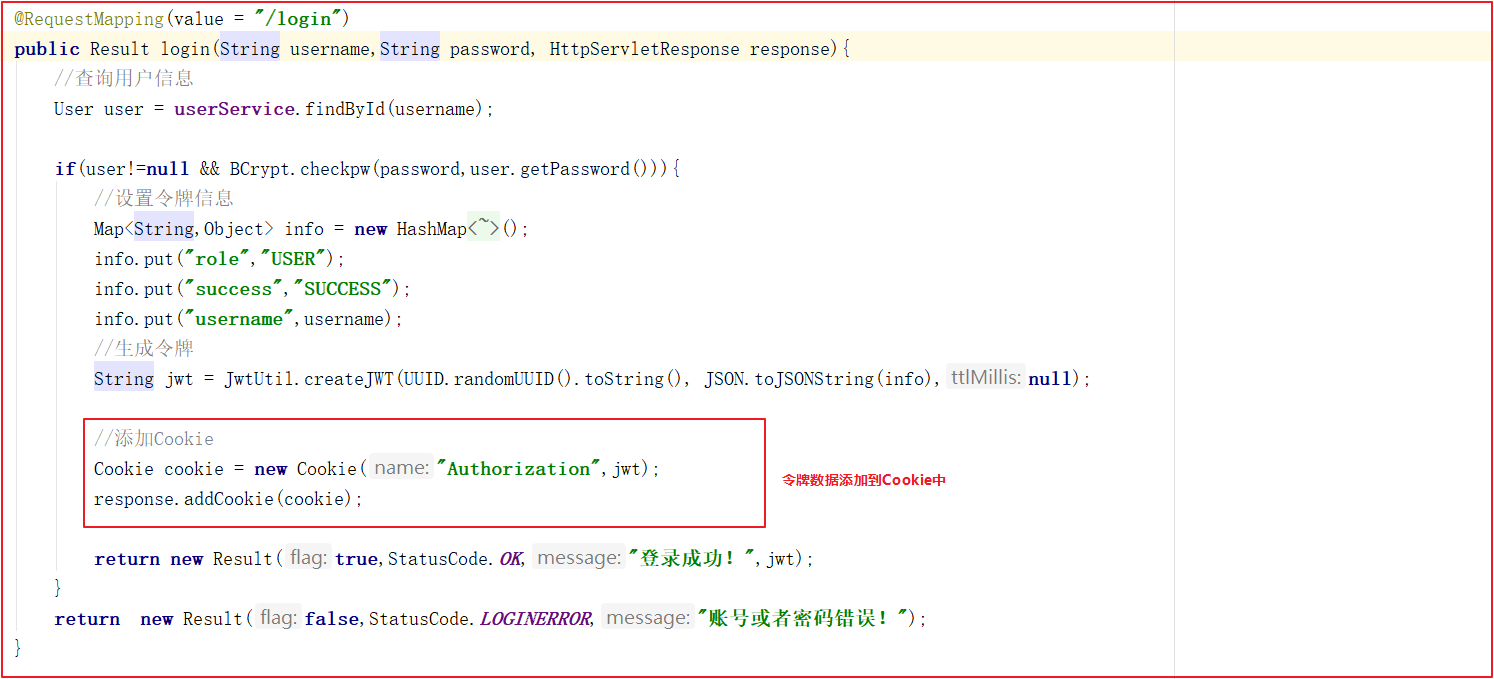 @RequestMapping(value = "/login")
public Result login(String username,String password, HttpServletResponse response){
//查询用户信息
User user = userService.findById(username);
if(user!=null && BCrypt.checkpw(password,user.getPassword())){
//设置令牌信息
Map<String,Object> info = new HashMap<~>();
info.put("role","USER");
info.put("success","SUCCESS");
info.put("username",username);
//生成令牌
String jwt = JwtUtil.createJWT(UUID.randomUUID().toString(), JSON.toJSONString(info), ttlMillis: null);
//添加Cookie
Cookie cookie = new Cookie( name: "Authorization",jwt);
令牌数据添加到Cookie中
response.addCookie(cookie);
return new Result( flag: true,StatusCode.OK, message: "登录成功！",jwt);
}
return  new Result( flag: false,StatusCode.LOGINERROR, message: "账号或者密码错误！");
}